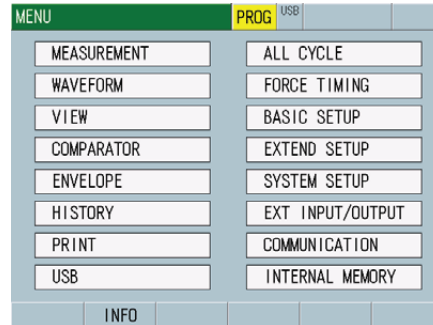 MENU PROG USB
MEASUREMENT
WAVEFORM
VIEW
COMPARATOR
ENVELOPE
HISTORY
PRINT
USB
ALL CYCLE
FORCE TIMING
BASIC SETUP
EXTEND SETUP
SYSTEM SETUP
EXT INPUT/OUTPUT
COMMUNICATION
INTERNAL MEMORY
INFO